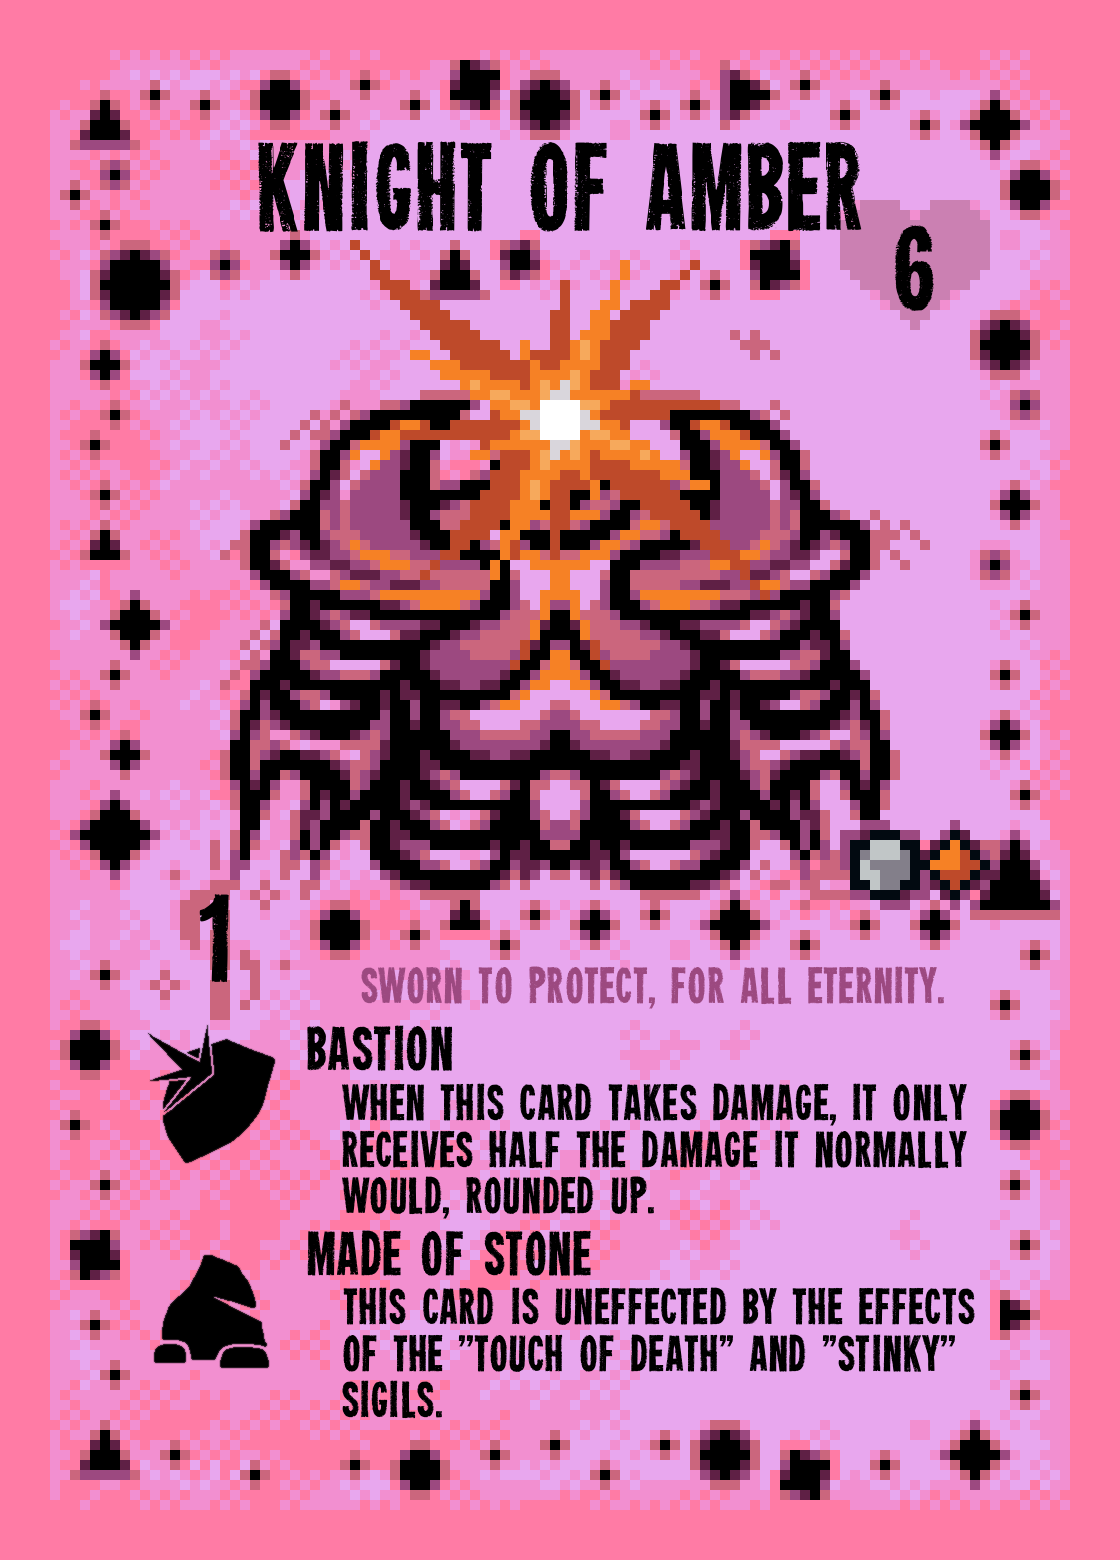 KNIGHT OF AMBER
6
1
SWORN TO PROTECT, FOR ALL ETERNITY.
BASTION
WHEN THIS CARD TAKES DAMAGE, IT ONLY
RECEIVES HALF THE DAMAGE IT NORMALLY
WOULD, ROUNDED UP.
MADE OF STONE
THIS CARD IS UNEFFECTED BY THE EFFECTS
OF THE "TOUCH OF DEATH" AND "STINKY"
SIGILS.